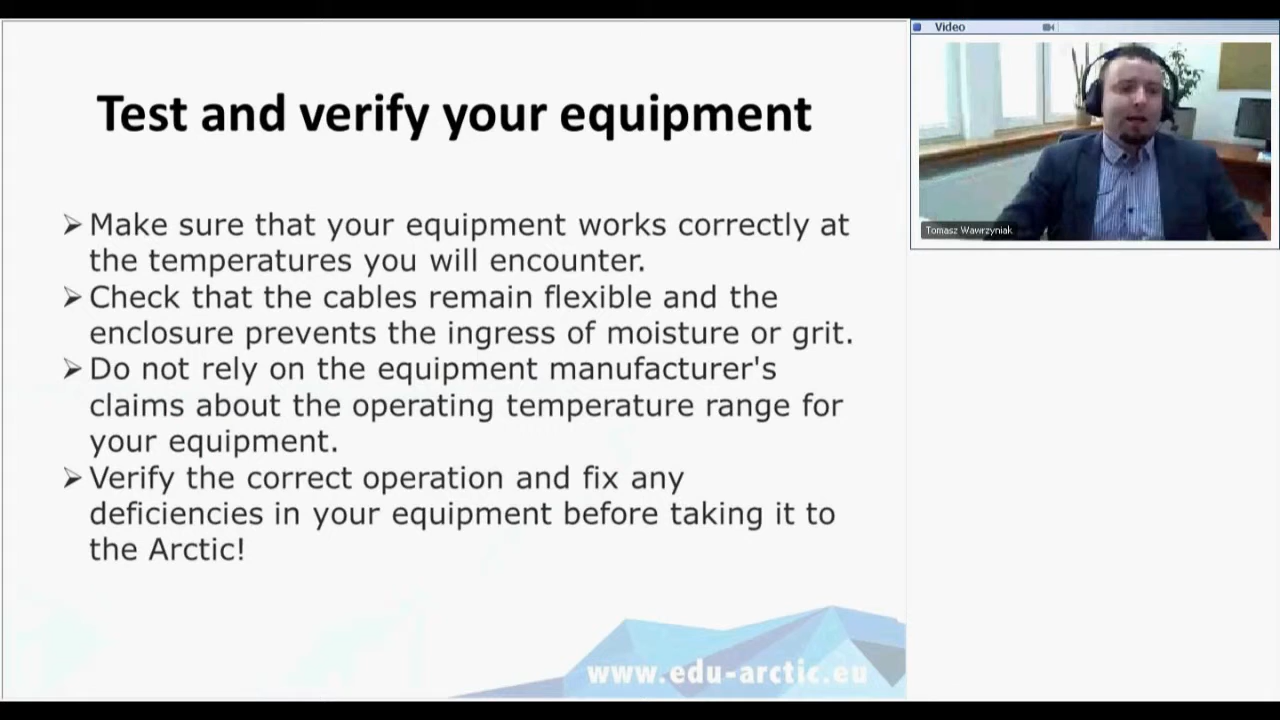 Test and verify your equipment
Make sure that your equipment works correctly at
the temperatures you will encounter.
Check that the cables remain flexible and the
enclosure prevents the ingress of moisture or grit.
Do not rely on the equipment manufacturer's
claims about the operating temperature range for
your equipment.
Verify the correct operation and fix any
deficiencies in your equipment before taking it to
the Arctic!
www.edu-arctic.eu
Video
Tomasz Wawrzyniak